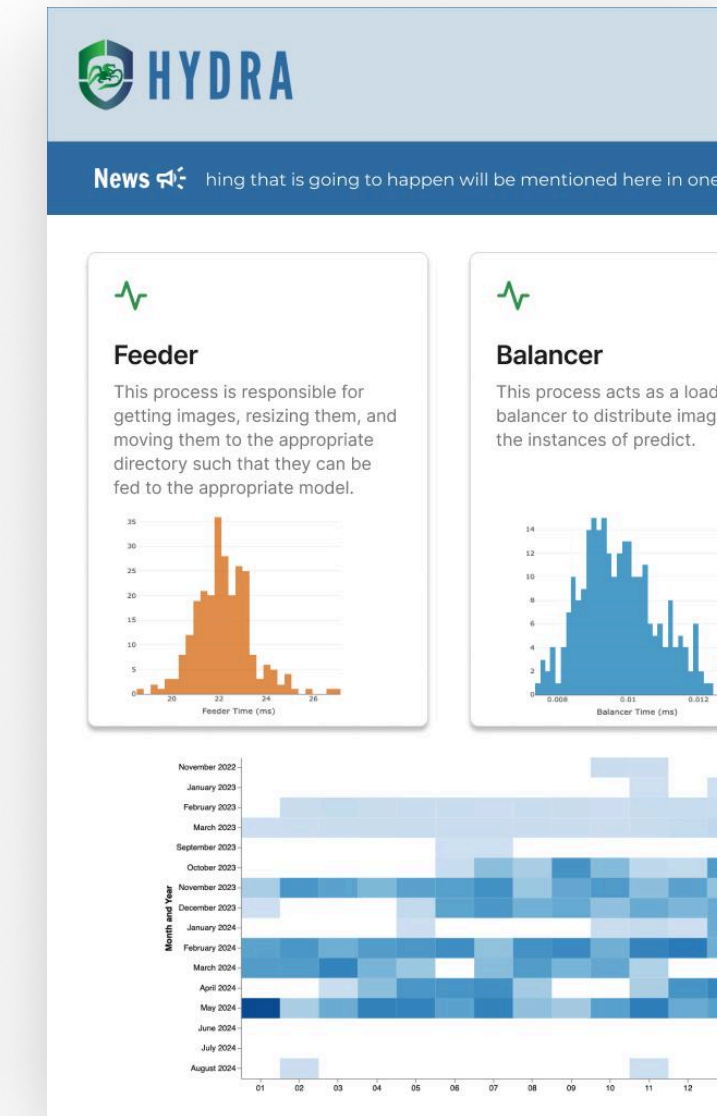 HYDRA
News hing that is going to happen will be mentioned here in one
Feeder
This process is responsible for
getting images, resizing them, and
moving them to the appropriate
directory such that they can be
fed to the appropriate model.
35
30
25
20
15
10
5
0
20 22 24 26
Feeder Time (ms)
Balancer
This process acts as a load
balancer to distribute imag
the instances of predict.
14
12
10
8
6
4
2
0
0.008 0.01 0.012
Balancer Time (ms)
Month and Year
November 2022
January 2023
February 2023
March 2023
September 2023
October 2023
November 2023
December 2023
January 2024
February 2024
March 2024
April 2024
May 2024
June 2024
July 2024
August 2024
01 02 03 04 05 06 07 08 09 10 11 12